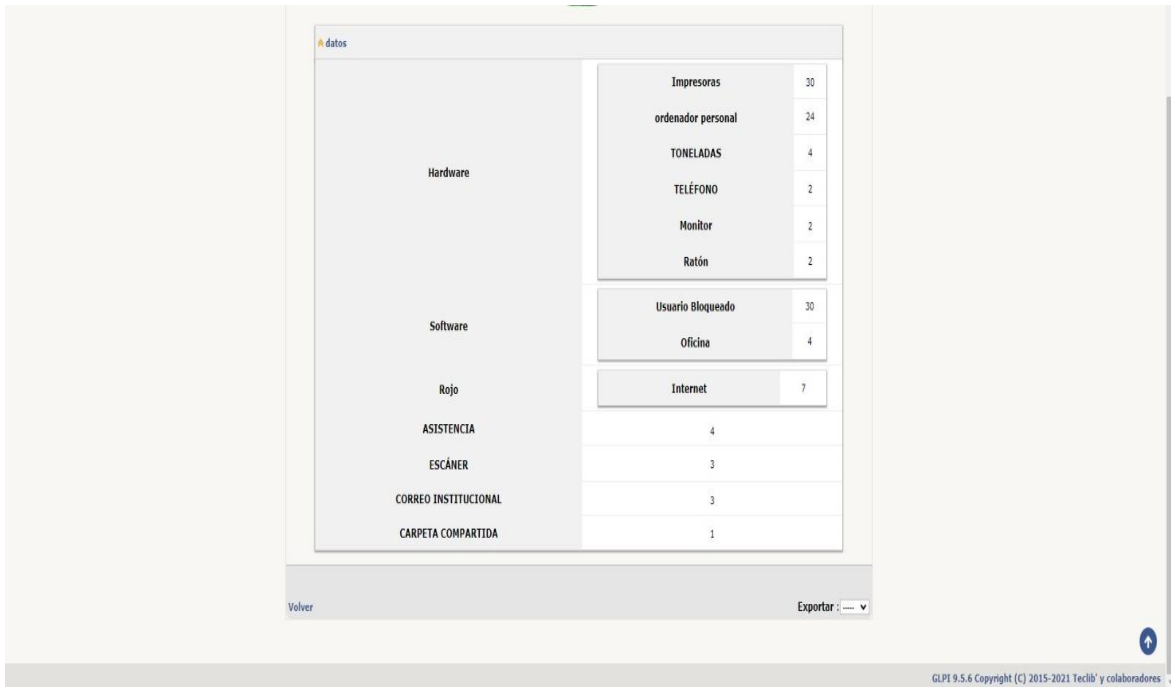 datos
Hardware
Impresoras 30
ordenador personal 24
TONELADAS 4
TELÉFONO 2
Monitor 2
Ratón 2
Software
Usuario Bloqueado 30
Oficina 4
Rojo
Internet 7
ASISTENCIA 4
ESCÁNER 3
CORREO INSTITUCIONAL 3
CARPETA COMPARTIDA 1
Volver
Exportar : -----
GLPI 9.5.6 Copyright (C) 2015-2021 Teclib' y colaboradores